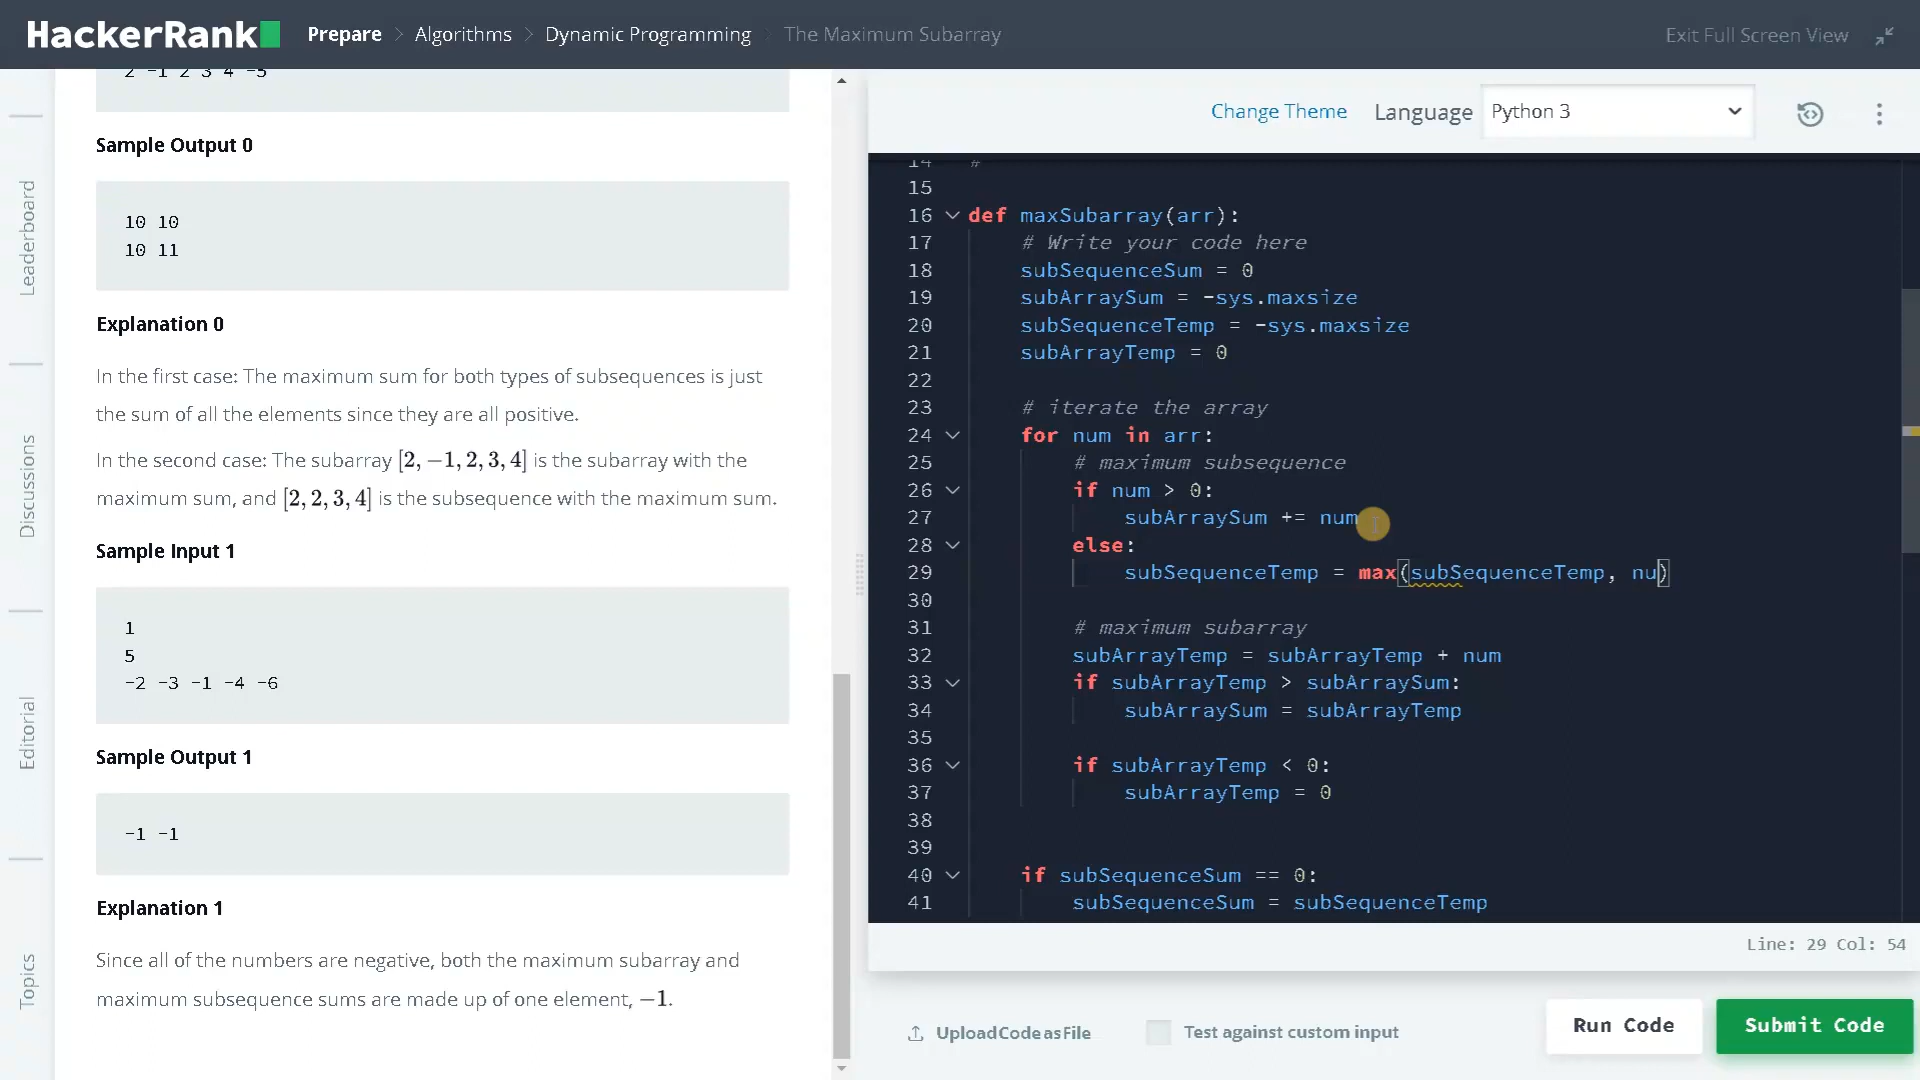 HackerRank Prepare > Algorithms > Dynamic Programming > The Maximum Subarray Exit Full Screen View
Leaderboard
Discussions
Editorial
Topics
2 -1 2 3 4 -5
Sample Output 0
10 10
10 11
Explanation 0
In the first case: The maximum sum for both types of subsequences is just
the sum of all the elements since they are all positive.
In the second case: The subarray [2, −1, 2, 3, 4] is the subarray with the
maximum sum, and [2, 2, 3, 4] is the subsequence with the maximum sum.
Sample Input 1
1
5
-2 -3 -1 -4 -6
Sample Output 1
-1 -1
Explanation 1
Since all of the numbers are negative, both the maximum subarray and
maximum subsequence sums are made up of one element, −1.
Change Theme Language Python 3
14 #
15
16 def maxSubarray(arr):
17 # Write your code here
18 subSequenceSum = 0
19 subArraySum = -sys.maxsize
20 subSequenceTemp = -sys.maxsize
21 subArrayTemp = 0
22
23 # iterate the array
24 for num in arr:
25 # maximum subsequence
26 if num > 0:
27 subArraySum += num
28 else:
29 subSequenceTemp = max(subSequenceTemp, nu)
30
31 # maximum subarray
32 subArrayTemp = subArrayTemp + num
33 if subArrayTemp > subArraySum:
34 subArraySum = subArrayTemp
35
36 if subArrayTemp < 0:
37 subArrayTemp = 0
38
39
40 if subSequenceSum == 0:
41 subSequenceSum = subSequenceTemp
Line: 29 Col: 54
Upload Code as File Test against custom input Run Code Submit Code